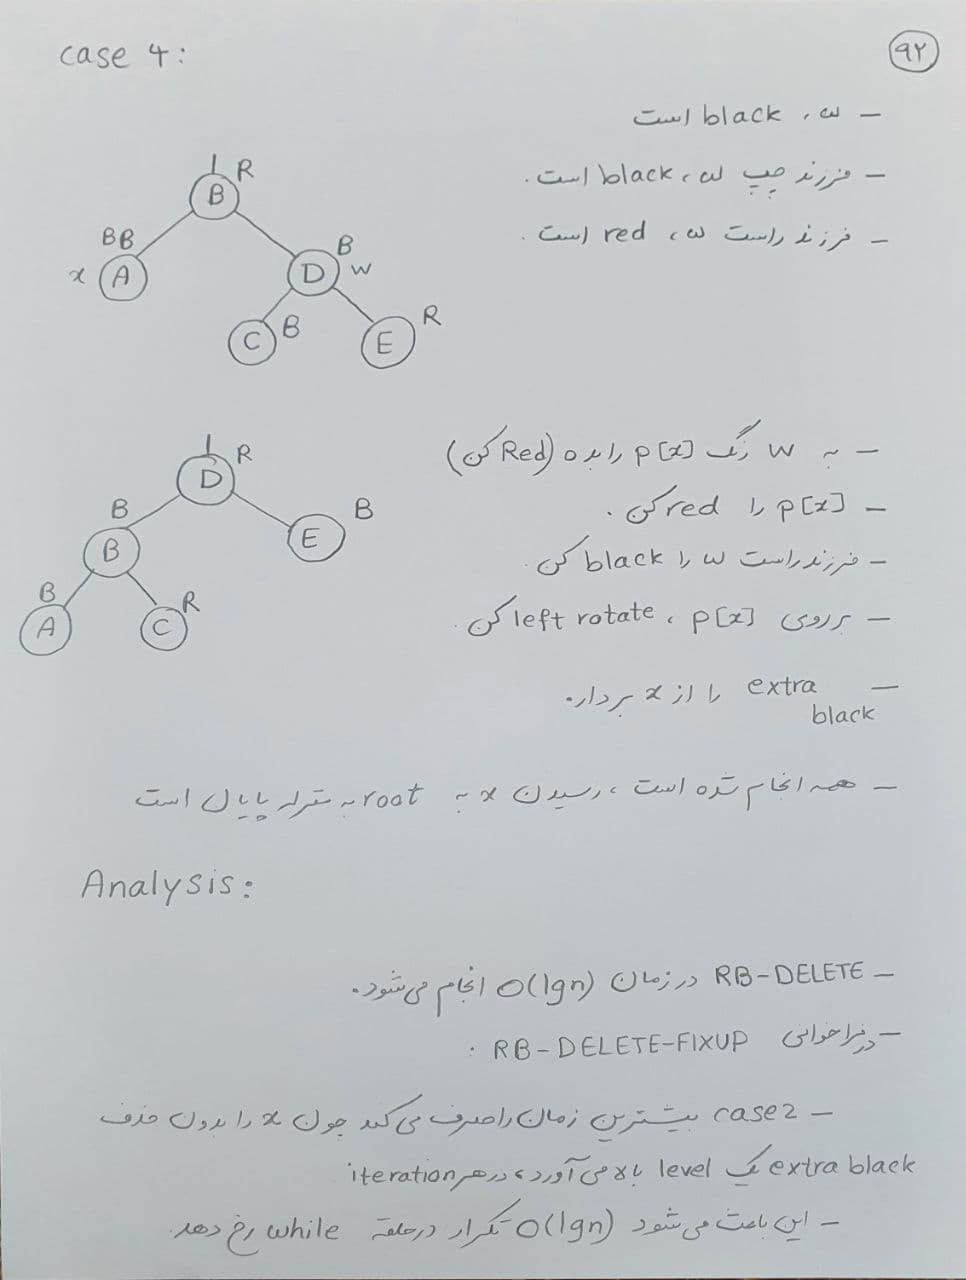 case 4:
۹۲
– w، black است
– فرزند چپ w، black است.
– فرزند راست w، red است.
R
B
BB
x A
B
D w
C B
E R
– به w رنگ p[x] را بده (Red کن)
– p[x] را red کن.
– فرزند راست w را black کن.
– بر روی p[x]، left rotate کن.
– extra black را از x بردار.
R
D
B
B
B
E
B
A
R
C
– همه انجام شده است، رسیدن x به root به منزله پایان است
Analysis:
– RB-DELETE در زمان O(lgn) انجام می‌شود.
– در فراخوانی RB-DELETE-FIXUP :
– case2 بیشترین زمان را صرف می‌کند چون x را بدون حذف
extra black یک level بالا می‌آورد، در هر iteration
– این باعث می‌شود O(lgn) تکرار در حلقه while رخ دهد.